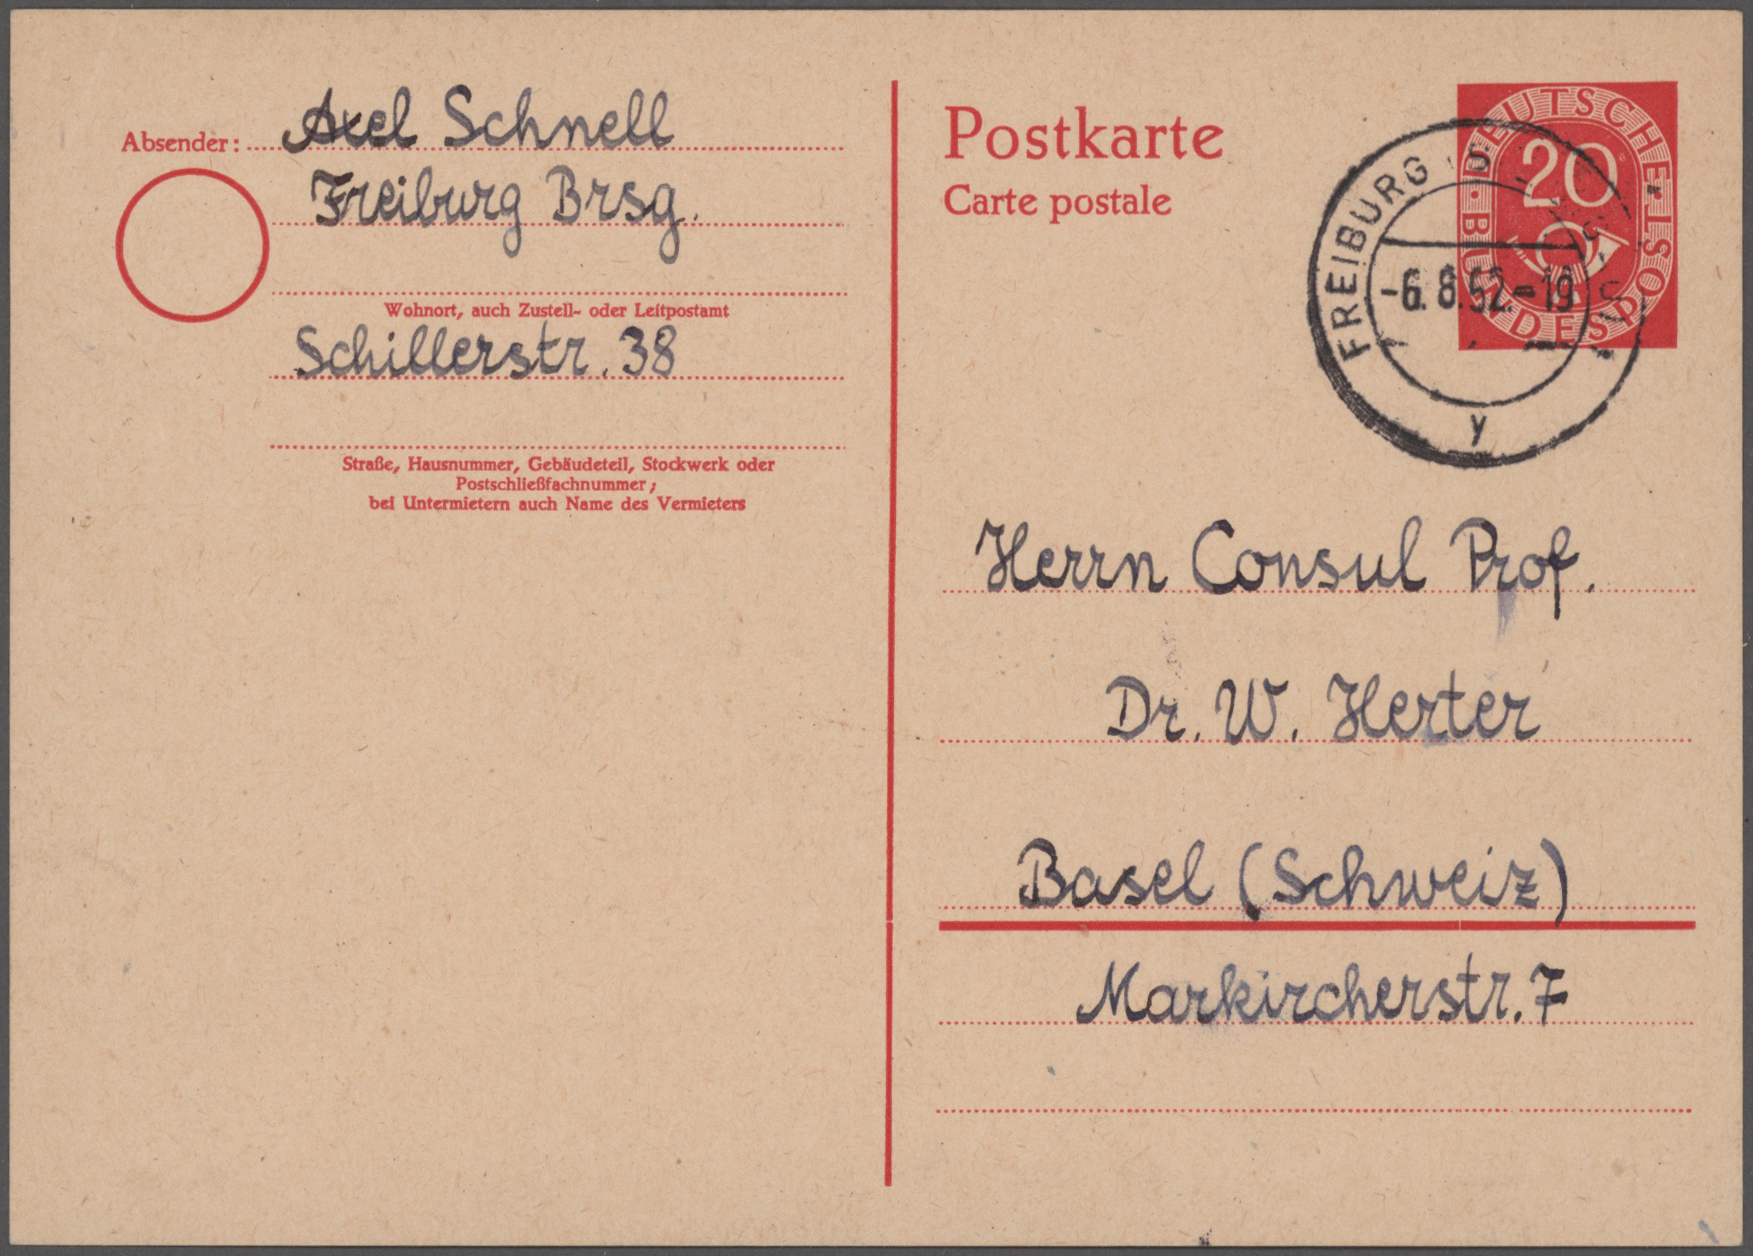 Absender: Axel Schnell
Freiburg Brsg.
Wohnort, auch Zustell- oder Leitpostamt
Schillerstr. 38
Straße, Hausnummer, Gebäudeteil, Stockwerk oder
Postschließfachnummer;
bei Untermietern auch Name des Vermieters
Postkarte
Carte postale
DEUTSCHE BUNDESPOST
20
FREIBURG
-6.8.52.-19
y
Herrn Consul Prof.
Dr. W. Herter
Basel (Schweiz)
Markircherstr. 7